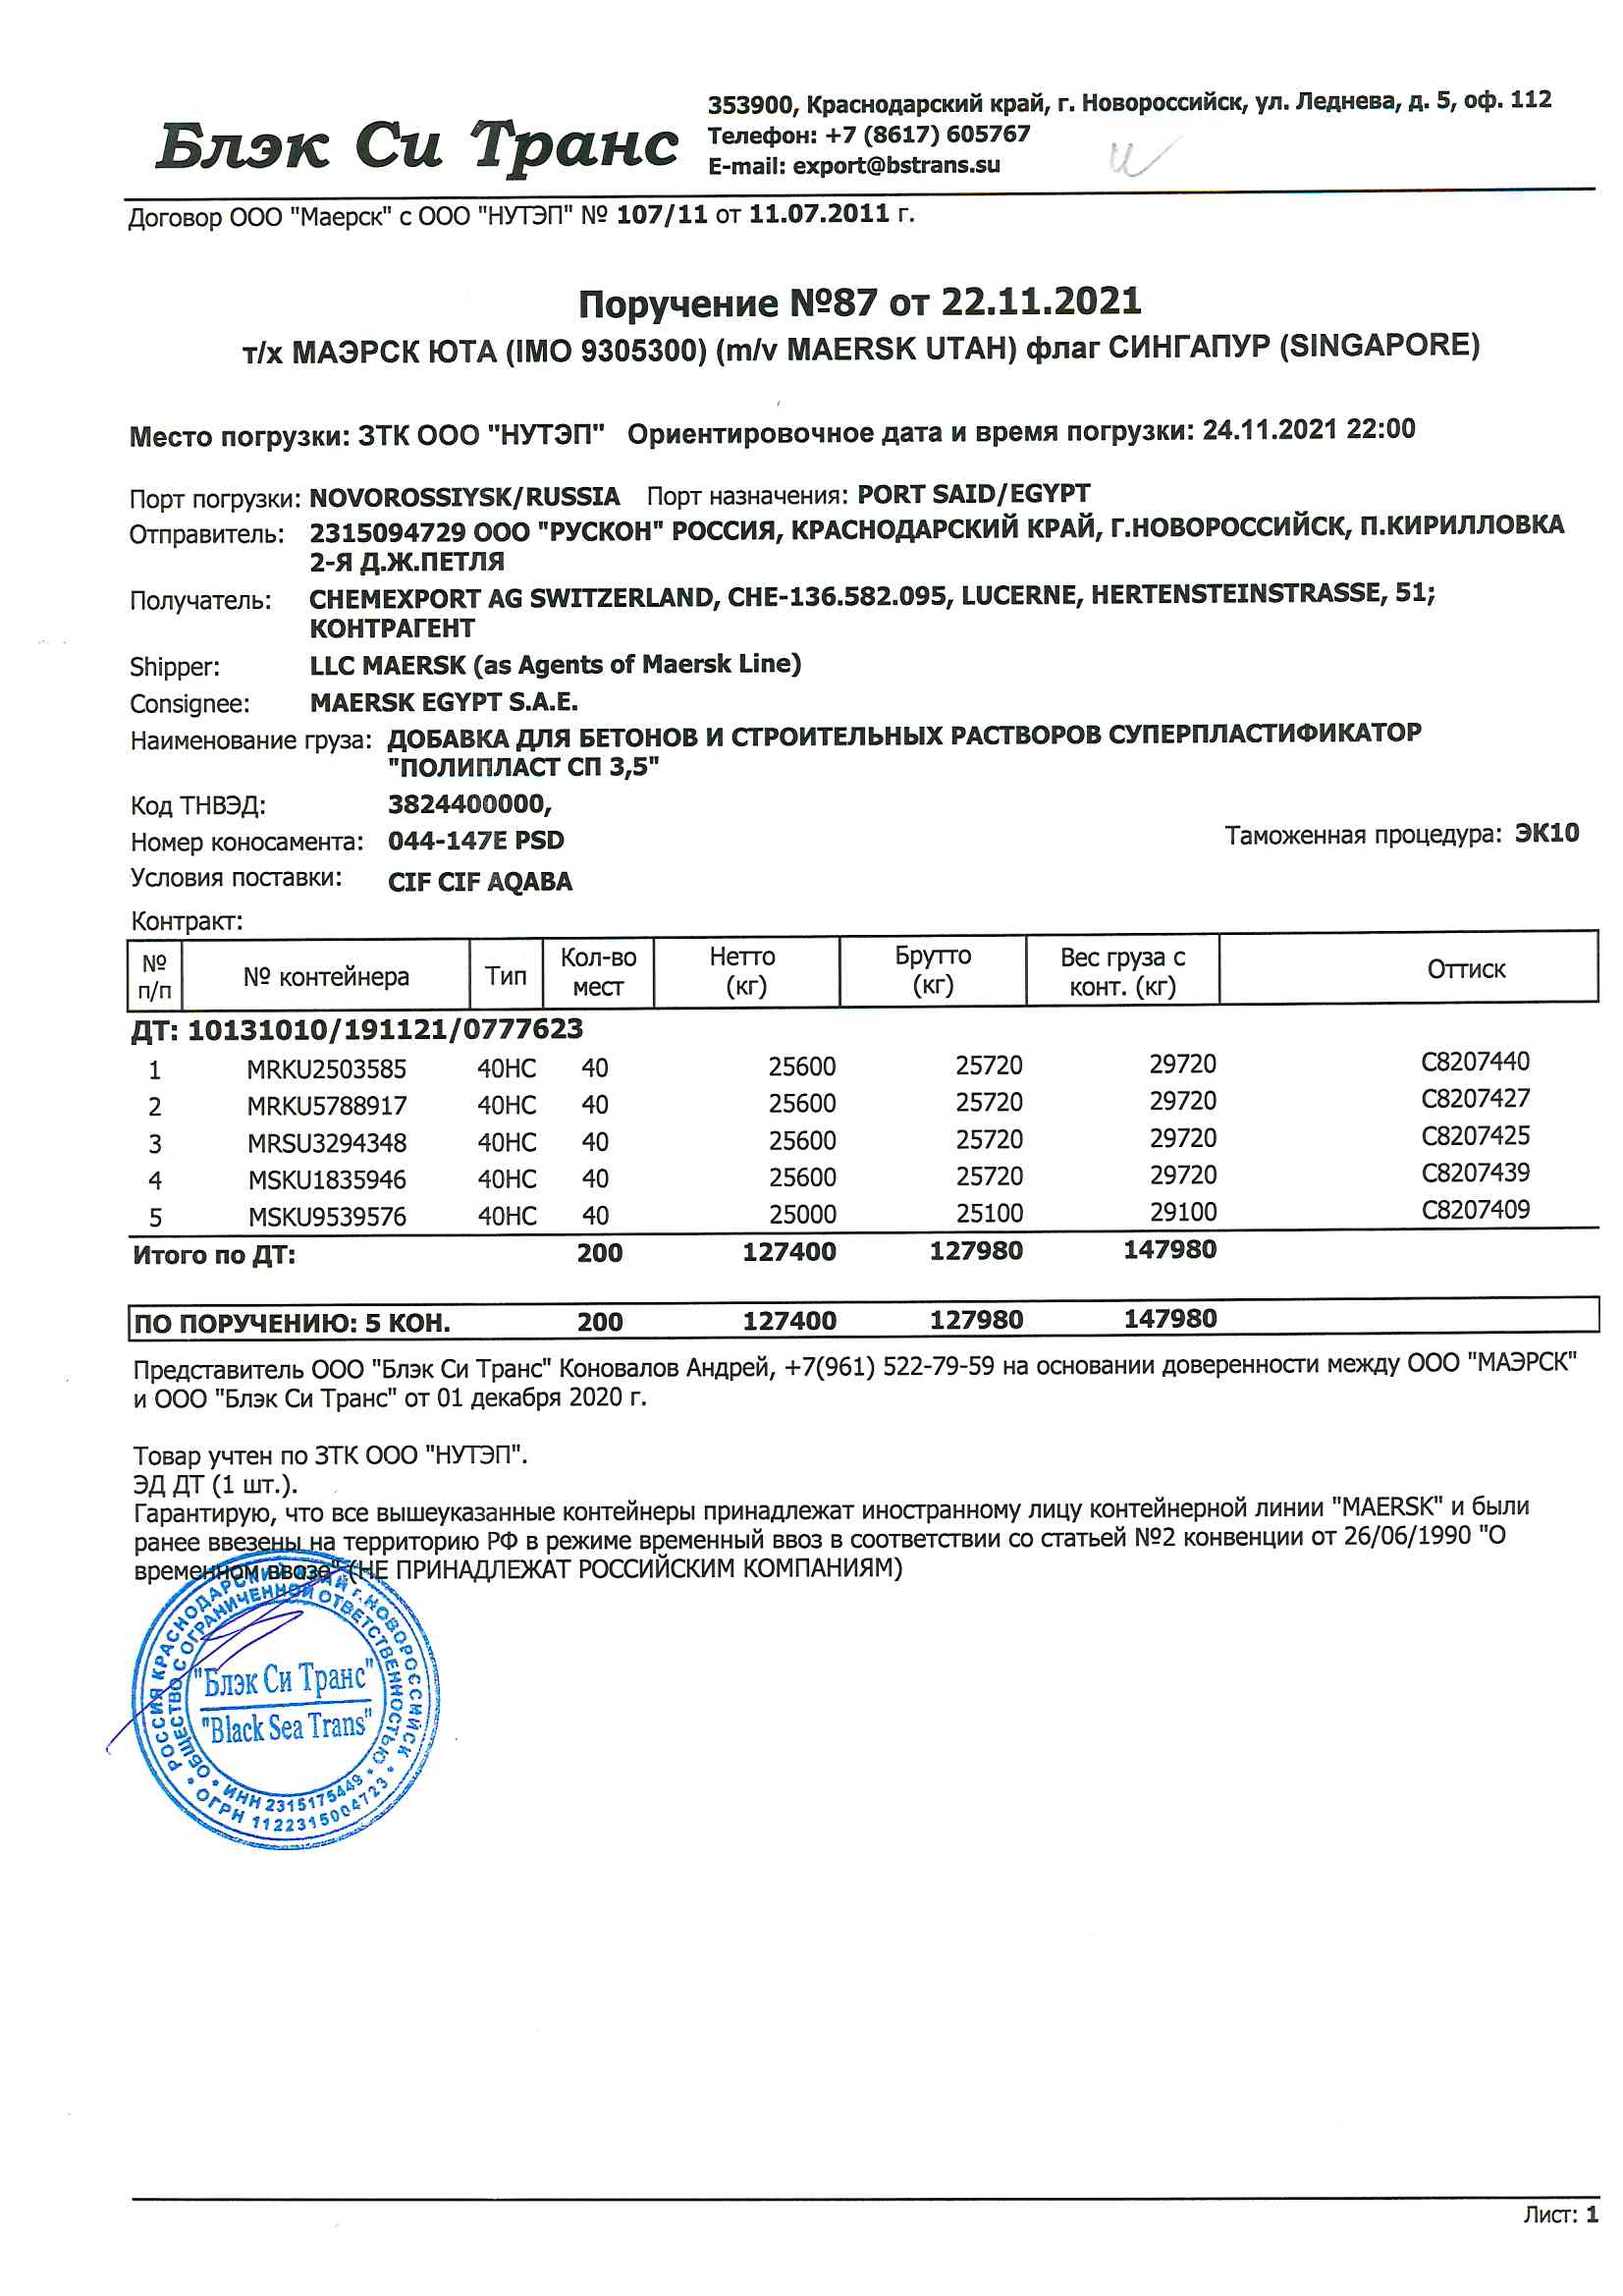 Блэк Си Транс
353900, Краснодарский край, г. Новороссийск, ул. Леднева, д. 5, оф. 112
Телефон: +7 (8617) 605767
E-mail: export@bstrans.su
Договор ООО "Маерск" с ООО "НУТЭП" № 107/11 от 11.07.2011 г.
Поручение №87 от 22.11.2021
т/х МАЭРСК ЮТА (IMO 9305300) (m/v MAERSK UTAH) флаг СИНГАПУР (SINGAPORE)
Место погрузки: ЗТК ООО "НУТЭП" Ориентировочное дата и время погрузки: 24.11.2021 22:00
Порт погрузки: NOVOROSSIYSK/RUSSIA Порт назначения: PORT SAID/EGYPT
Отправитель: 2315094729 ООО "РУСКОН" РОССИЯ, КРАСНОДАРСКИЙ КРАЙ, Г.НОВОРОССИЙСК, П.КИРИЛЛОВКА
2-Я Д.Ж.ПЕТЛЯ
Получатель: CHEMEXPORT AG SWITZERLAND, CHE-136.582.095, LUCERNE, HERTENSTEINSTRASSE, 51;
КОНТРАГЕНТ
Shipper: LLC MAERSK (as Agents of Maersk Line)
Consignee: MAERSK EGYPT S.A.E.
Наименование груза: ДОБАВКА ДЛЯ БЕТОНОВ И СТРОИТЕЛЬНЫХ РАСТВОРОВ СУПЕРПЛАСТИФИКАТОР
"ПОЛИПЛАСТ СП 3,5"
Код ТНВЭД: 3824400000,
Номер коносамента: 044-147E PSD Таможенная процедура: ЭК10
Условия поставки: CIF CIF AQABA
Контракт:
№ п/п № контейнера Тип Кол-во мест Нетто (кг) Брутто (кг) Вес груза с конт. (кг) Оттиск
ДТ: 10131010/191121/0777623
1 MRKU2503585 40HC 40 25600 25720 29720 C8207440
2 MRKU5788917 40HC 40 25600 25720 29720 C8207427
3 MRSU3294348 40HC 40 25600 25720 29720 C8207425
4 MSKU1835946 40HC 40 25600 25720 29720 C8207439
5 MSKU9539576 40HC 40 25000 25100 29100 C8207409
Итого по ДТ: 200 127400 127980 147980
ПО ПОРУЧЕНИЮ: 5 КОН. 200 127400 127980 147980
Представитель ООО "Блэк Си Транс" Коновалов Андрей, +7(961) 522-79-59 на основании доверенности между ООО "МАЭРСК"
и ООО "Блэк Си Транс" от 01 декабря 2020 г.
Товар учтен по ЗТК ООО "НУТЭП".
ЭД ДТ (1 шт.).
Гарантирую, что все вышеуказанные контейнеры принадлежат иностранному лицу контейнерной линии "MAERSK" и были
ранее ввезены на территорию РФ в режиме временный ввоз в соответствии со статьей №2 конвенции от 26/06/1990 "О
временном ввозе" (НЕ ПРИНАДЛЕЖАТ РОССИЙСКИМ КОМПАНИЯМ)
РОССИЯ КРАСНОДАРСКИЙ КРАЙ г.НОВОРОССИЙСК
ОБЩЕСТВО С ОГРАНИЧЕННОЙ ОТВЕТСТВЕННОСТЬЮ
"Блэк Си Транс"
"Black Sea Trans"
ИНН 2315175449
ОГРН 1122315004723
Лист: 1